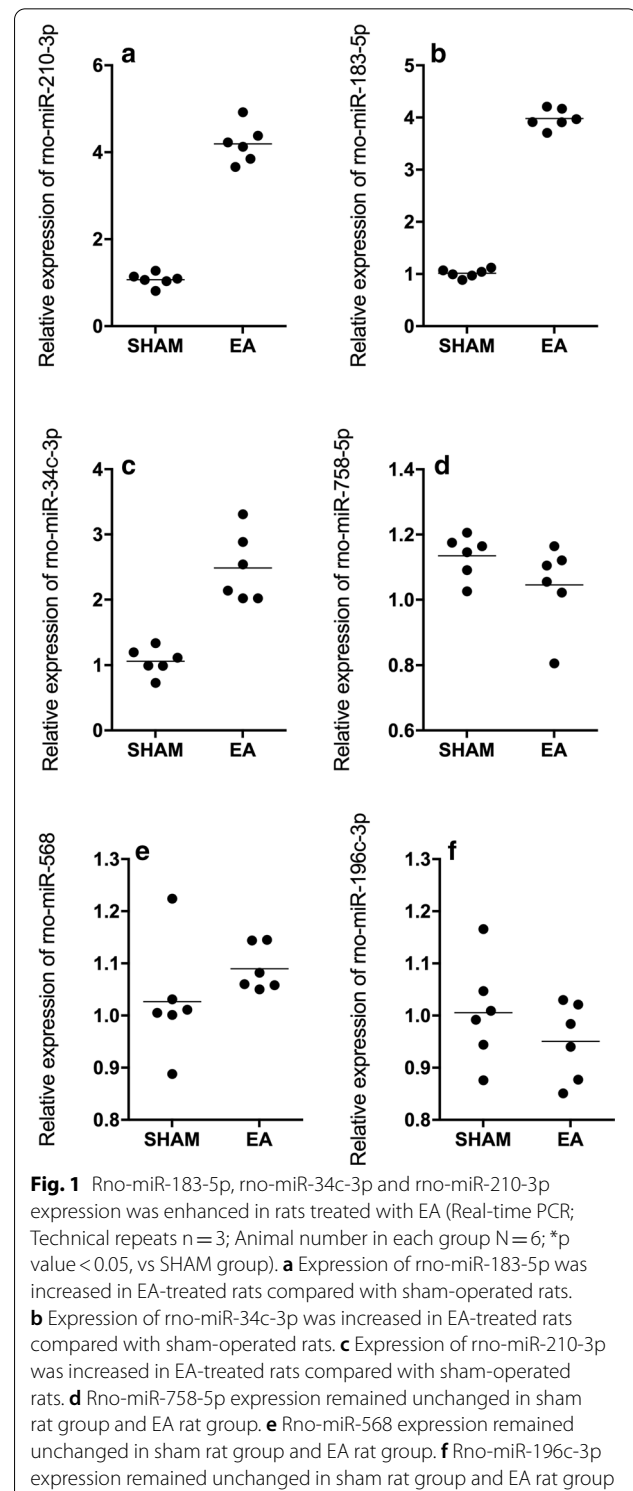 a
Relative expression of rno-miR-210-3p
6
4
2
0
SHAM EA
b
Relative expression of rno-miR-183-5p
5
4
3
2
1
0
SHAM EA
c
Relative expression of rno-miR-34c-3p
4
3
2
1
0
SHAM EA
d
Relative expression of rno-miR-758-5p
1.4
1.2
1.0
0.8
0.6
SHAM EA
e
Relative expression of rno-miR-568
1.3
1.2
1.1
1.0
0.9
0.8
SHAM EA
f
Relative expression of rno-miR-196c-3p
1.3
1.2
1.1
1.0
0.9
0.8
SHAM EA
Fig. 1 Rno-miR-183-5p, rno-miR-34c-3p and rno-miR-210-3p
expression was enhanced in rats treated with EA (Real-time PCR;
Technical repeats n = 3; Animal number in each group N = 6; *p
value < 0.05, vs SHAM group). a Expression of rno-miR-183-5p was
increased in EA-treated rats compared with sham-operated rats.
b Expression of rno-miR-34c-3p was increased in EA-treated rats
compared with sham-operated rats. c Expression of rno-miR-210-3p
was increased in EA-treated rats compared with sham-operated
rats. d Rno-miR-758-5p expression remained unchanged in sham
rat group and EA rat group. e Rno-miR-568 expression remained
unchanged in sham rat group and EA rat group. f Rno-miR-196c-3p
expression remained unchanged in sham rat group and EA rat group